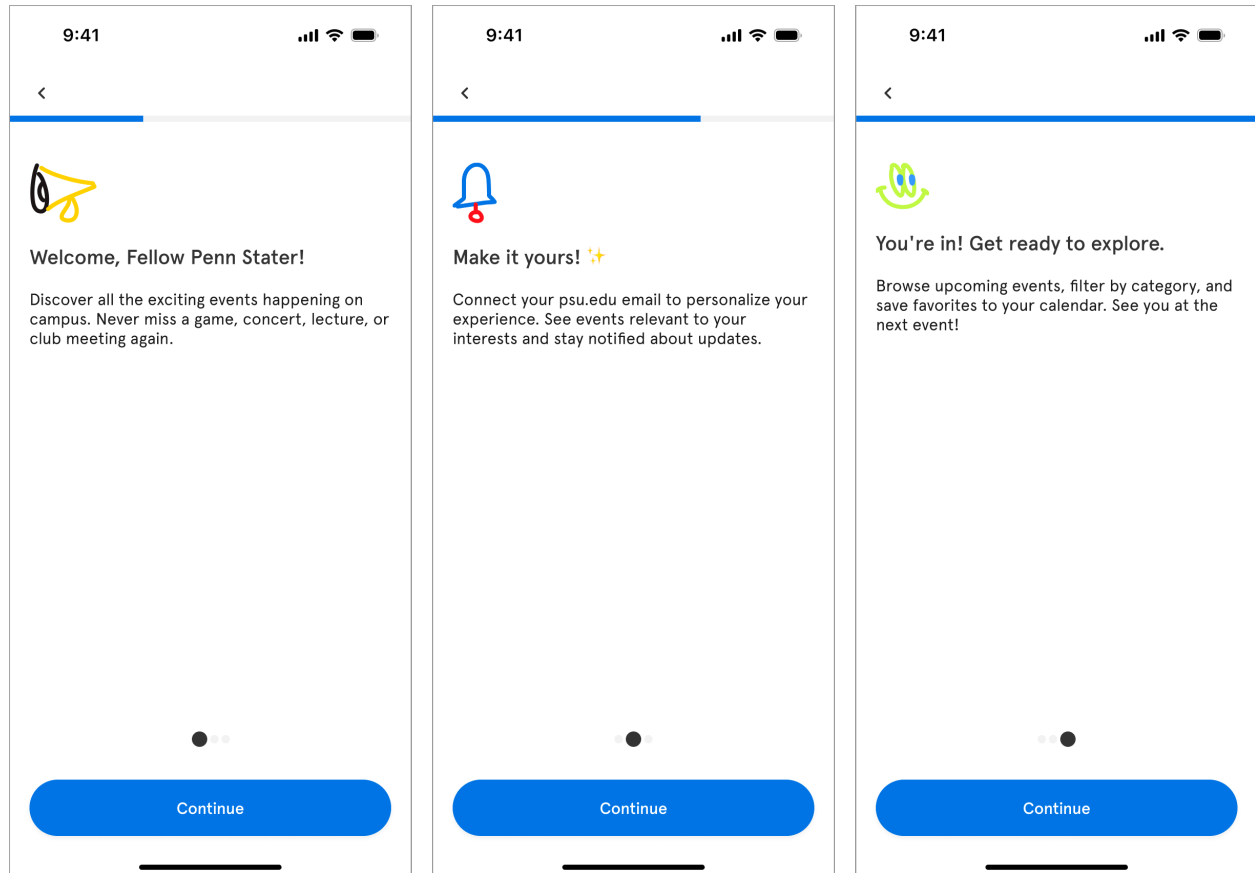 9:41
Welcome, Fellow Penn Stater!
Discover all the exciting events happening on
campus. Never miss a game, concert, lecture, or
club meeting again.
Continue
9:41
Make it yours! ✨
Connect your psu.edu email to personalize your
experience. See events relevant to your
interests and stay notified about updates.
Continue
9:41
You're in! Get ready to explore.
Browse upcoming events, filter by category, and
save favorites to your calendar. See you at the
next event!
Continue